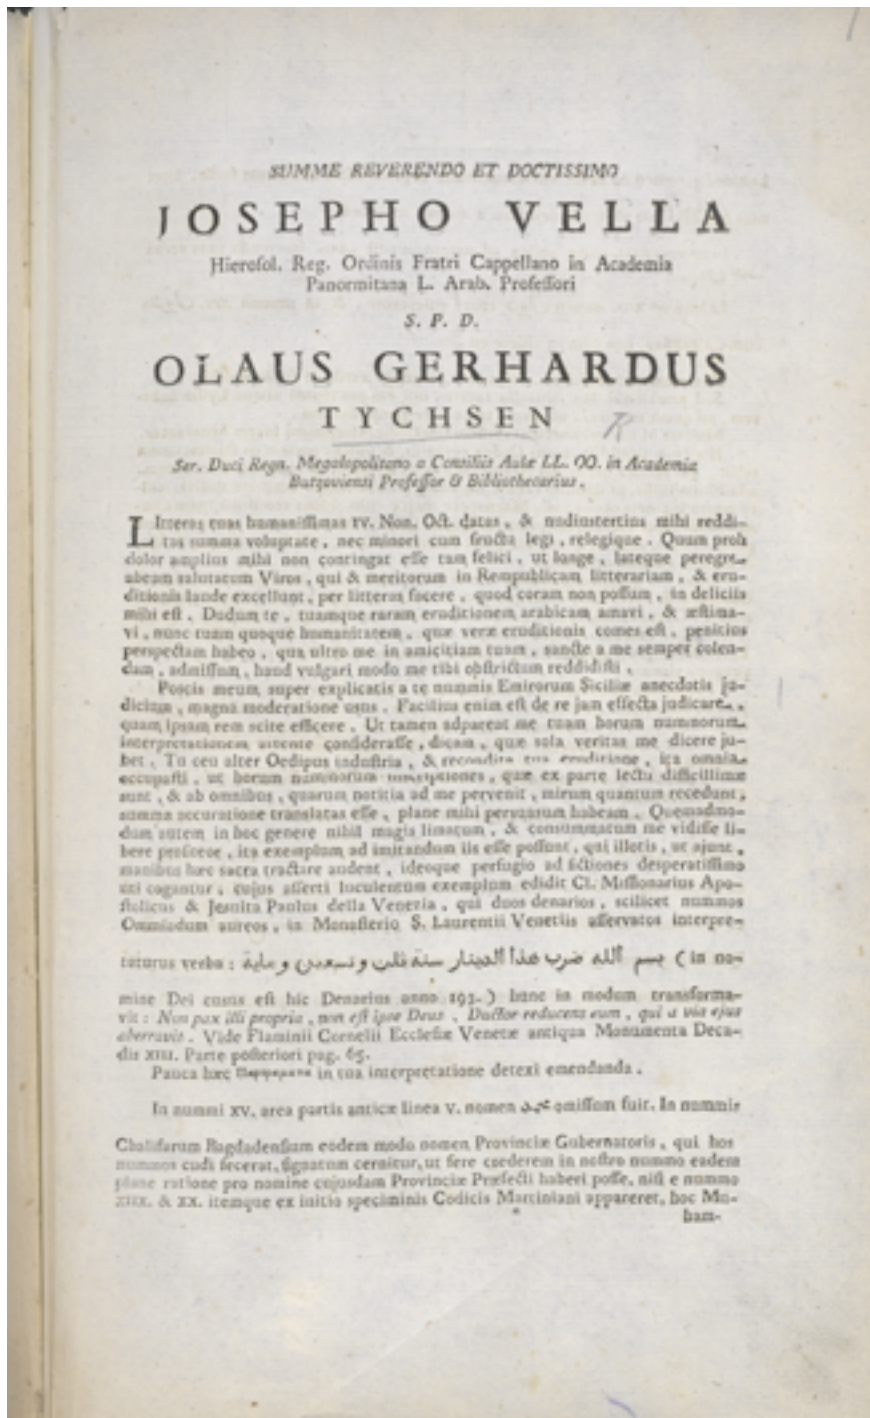 SUMME REVERENDO ET DOCTISSIMO
JOSEPHO VELLA
Hierosol. Reg. Ordinis Fratri Cappellano in Academia
Panormitana L. Arab. Professori
S. P. D.
OLAUS GERHARDUS
TYCHSEN
Ser. Duci Regn. Megalopolitano a Consiliis Aulæ LL. OO. in Academia
Butzoviensi Professor & Bibliothecarius.
Litteras tuas humanissimas IV. Non. Oct. datas, & nudiustertius mihi reddi-
tas summa voluptate, nec minori cum fructu legi, relegique. Quam proh
dolor amplius mihi non contingat esse tam felici, ut longe, lateque peregre
abeam salutatum Viros, qui & meritorum in Rempublicam litterariam, & eru-
ditionis laude excellunt, per litteras facere, quod coram non possum, in deliciis
mihi est. Dudum te, tuamque raram eruditionem arabicam amavi, & æstima-
vi, nunc tuam quoque humanitatem, quæ veræ eruditionis comes est, penitius
perspectam habeo, qua ultro me in amicitiam tuam, sancte a me semper colen-
dam, admissum, haud vulgari modo me tibi obstrictum reddidisti.
Poscis meum super explicatis a te nummis Emirorum Siciliæ anecdotis ju-
dicium, magna moderatione usus. Facilius enim est de re jam effecta judicare,
quam ipsam rem scite efficere. Ut tamen adpareat me tuam horum nummorum
interpretationem attente considerasse, dicam, quæ sola veritas me dicere ju-
bet. Tu ceu alter Oedipus industria, & recondita tua eruditione, ita omnia
occupasti, ut horum nummorum inscriptiones, quæ ex parte lectu difficillimæ
sunt, & ab omnibus, quarum notitia ad me pervenit, mirum quantum recedunt,
summa accuratione translatas esse, plane mihi persuasum habeam. Quemadmo-
dum autem in hoc genere nihil magis limatum, & consummatum me vidisse li-
bere profiteor, ita exemplum ad imitandum iis esse possunt, qui illotis, ut ajunt,
manibus hæc sacra tractare audent, ideoque perfugio ad fictiones desperatissimo
uti coguntur, cujus asserti luculentum exemplum edidit Cl. Missionarius Apo-
stolicus & Jesuita Paulus della Venezia, qui duos denarios, scilicet nummos
Ommiadum aureos, in Monasterio S. Laurentii Venetiis asservatos interpre-
taturus verba: بسم الله ضرب هذا الدينار سنة ثلث وتسعين وماية (in no-
mine Dei cusus est hic Denarius anno 193.) hunc in modum transforma-
vit: Non pax illi propria, non est ipse Deus. Ductor reducens eum, qui a via ejus
aberravit. Vide Flaminii Cornelii Ecclesiæ Venetæ antiqua Monumenta Deca-
dis XIII. Parte posteriori pag. 65.
Pauca hæc in tua interpretatione detexi emendanda.
In nummi XV. area partis anticæ linea V. nomen محمد omissum fuit. In nummis
Chalifarum Bagdadensium eodem modo nomen Provinciæ Gubernatoris, qui hos
nummos cudi fecerat, signatum cernitur, ut fere crederem in nostro nummo eadem
plane ratione pro nomine cujusdam Provinciæ Præfecti haberi posse, nisi e nummo
XIIX. & XX. itemque ex initio speciminis Codicis Martiniani appareret, hoc Mu-
ham-